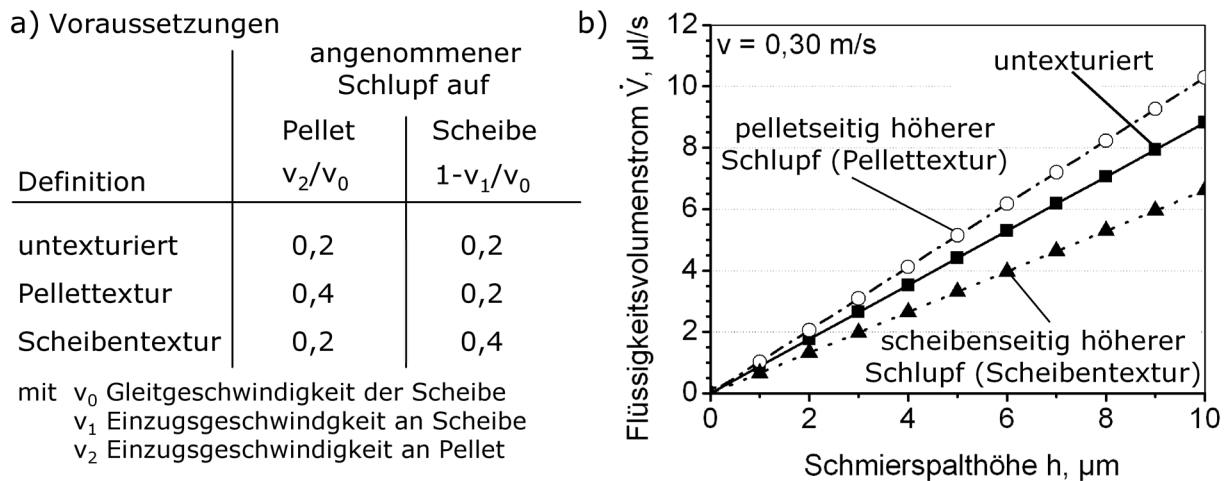 a) Voraussetzungen
angenommener
Schlupf auf
Pellet
Scheibe
Definition
v₂/v₀
1-v₁/v₀
untexturiert
0,2
0,2
Pellettextur
0,4
0,2
Scheibentextur
0,2
0,4
mit v₀ Gleitgeschwindigkeit der Scheibe
v₁ Einzugsgeschwindgkeit an Scheibe
v₂ Einzugsgeschwindigkeit an Pellet
b)
Flüssigkeitsvolumenstrom V̇, µl/s
12
10
8
6
4
2
0
v = 0,30 m/s
untexturiert
pelletseitig höherer
Schlupf (Pellettextur)
scheibenseitig höherer
Schlupf (Scheibentextur)
0
2
4
6
8
10
Schmierspalthöhe h, µm